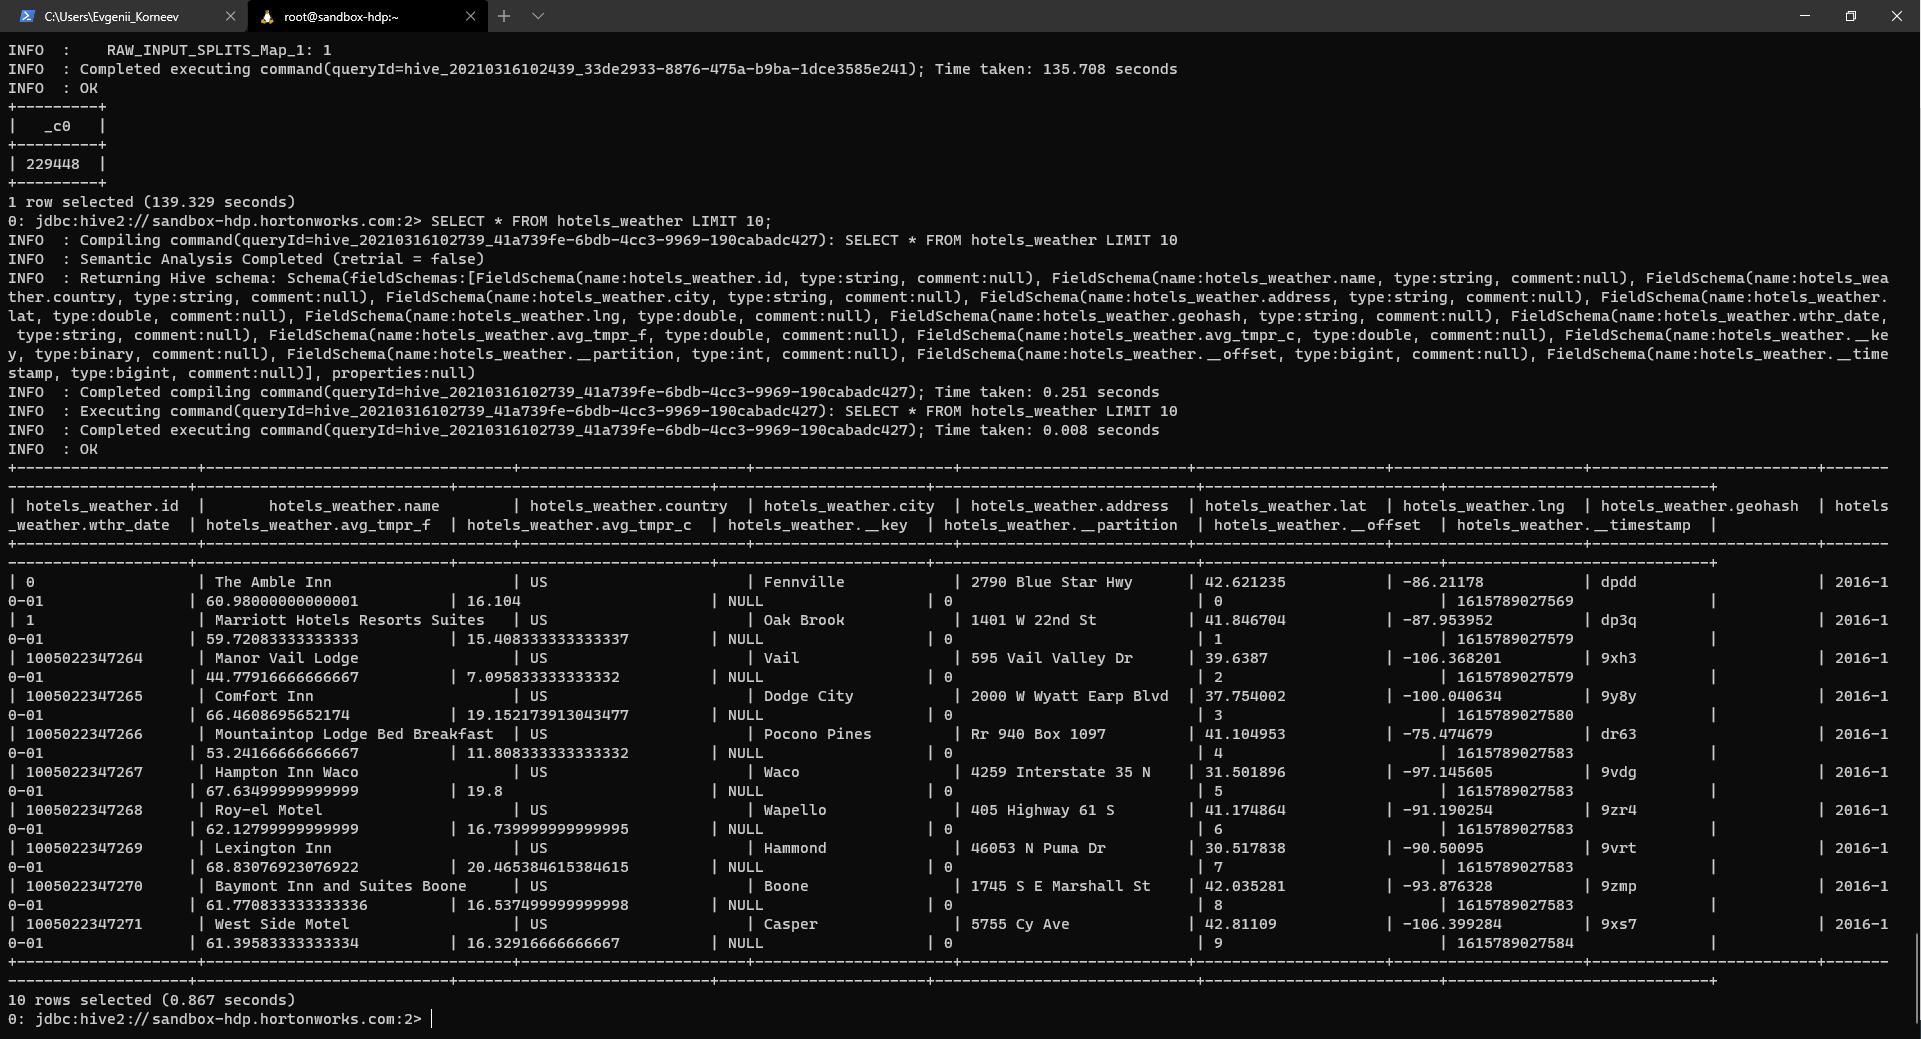 C:\Users\Evgenii_Korneev
root@sandbox-hdp:~
INFO  :    RAW_INPUT_SPLITS_Map_1: 1
INFO  : Completed executing command(queryId=hive_20210316102439_33de2933-8876-475a-b9ba-1dce3585e241); Time taken: 135.708 seconds
INFO  : OK
+---------+
|   _c0   |
+---------+
| 229448  |
+---------+
1 row selected (139.329 seconds)
0: jdbc:hive2://sandbox-hdp.hortonworks.com:2> SELECT * FROM hotels_weather LIMIT 10;
INFO  : Compiling command(queryId=hive_20210316102739_41a739fe-6bdb-4cc3-9969-190cabadc427): SELECT * FROM hotels_weather LIMIT 10
INFO  : Semantic Analysis Completed (retrial = false)
INFO  : Returning Hive schema: Schema(fieldSchemas:[FieldSchema(name:hotels_weather.id, type:string, comment:null), FieldSchema(name:hotels_weather.name, type:string, comment:null), FieldSchema(name:hotels_wea
ther.country, type:string, comment:null), FieldSchema(name:hotels_weather.city, type:string, comment:null), FieldSchema(name:hotels_weather.address, type:string, comment:null), FieldSchema(name:hotels_weather.
lat, type:double, comment:null), FieldSchema(name:hotels_weather.lng, type:double, comment:null), FieldSchema(name:hotels_weather.geohash, type:string, comment:null), FieldSchema(name:hotels_weather.wthr_date,
 type:string, comment:null), FieldSchema(name:hotels_weather.avg_tmpr_f, type:double, comment:null), FieldSchema(name:hotels_weather.avg_tmpr_c, type:double, comment:null), FieldSchema(name:hotels_weather.__ke
y, type:binary, comment:null), FieldSchema(name:hotels_weather.__partition, type:int, comment:null), FieldSchema(name:hotels_weather.__offset, type:bigint, comment:null), FieldSchema(name:hotels_weather.__time
stamp, type:bigint, comment:null)], properties:null)
INFO  : Completed compiling command(queryId=hive_20210316102739_41a739fe-6bdb-4cc3-9969-190cabadc427); Time taken: 0.251 seconds
INFO  : Executing command(queryId=hive_20210316102739_41a739fe-6bdb-4cc3-9969-190cabadc427): SELECT * FROM hotels_weather LIMIT 10
INFO  : Completed executing command(queryId=hive_20210316102739_41a739fe-6bdb-4cc3-9969-190cabadc427); Time taken: 0.008 seconds
INFO  : OK
| hotels_weather.id  |       hotels_weather.name        | hotels_weather.country  | hotels_weather.city  | hotels_weather.address  | hotels_weather.lat  | hotels_weather.lng  | hotels_weather.geohash  | hotels
_weather.wthr_date  | hotels_weather.avg_tmpr_f  | hotels_weather.avg_tmpr_c  | hotels_weather.__key  | hotels_weather.__partition  | hotels_weather.__offset  | hotels_weather.__timestamp  |
| 0 | The Amble Inn | US | Fennville | 2790 Blue Star Hwy | 42.621235 | -86.21178 | dpdd | 2016-1
0-01 | 60.98000000000001 | 16.104 | NULL | 0 | 0 | 1615789027569 |
| 1 | Marriott Hotels Resorts Suites | US | Oak Brook | 1401 W 22nd St | 41.846704 | -87.953952 | dp3q | 2016-1
0-01 | 59.72083333333333 | 15.408333333333337 | NULL | 0 | 1 | 1615789027579 |
| 1005022347264 | Manor Vail Lodge | US | Vail | 595 Vail Valley Dr | 39.6387 | -106.368201 | 9xh3 | 2016-1
0-01 | 44.77916666666667 | 7.095833333333332 | NULL | 0 | 2 | 1615789027579 |
| 1005022347265 | Comfort Inn | US | Dodge City | 2000 W Wyatt Earp Blvd | 37.754002 | -100.040634 | 9y8y | 2016-1
0-01 | 66.4608695652174 | 19.152173913043477 | NULL | 0 | 3 | 1615789027580 |
| 1005022347266 | Mountaintop Lodge Bed Breakfast | US | Pocono Pines | Rr 940 Box 1097 | 41.104953 | -75.474679 | dr63 | 2016-1
0-01 | 53.24166666666667 | 11.808333333333332 | NULL | 0 | 4 | 1615789027583 |
| 1005022347267 | Hampton Inn Waco | US | Waco | 4259 Interstate 35 N | 31.501896 | -97.145605 | 9vdg | 2016-1
0-01 | 67.63499999999999 | 19.8 | NULL | 0 | 5 | 1615789027583 |
| 1005022347268 | Roy-el Motel | US | Wapello | 405 Highway 61 S | 41.174864 | -91.190254 | 9zr4 | 2016-1
0-01 | 62.12799999999999 | 16.739999999999995 | NULL | 0 | 6 | 1615789027583 |
| 1005022347269 | Lexington Inn | US | Hammond | 46053 N Puma Dr | 30.517838 | -90.50095 | 9vrt | 2016-1
0-01 | 68.83076923076922 | 20.465384615384615 | NULL | 0 | 7 | 1615789027583 |
| 1005022347270 | Baymont Inn and Suites Boone | US | Boone | 1745 S E Marshall St | 42.035281 | -93.876328 | 9zmp | 2016-1
0-01 | 61.770833333333336 | 16.537499999999998 | NULL | 0 | 8 | 1615789027583 |
| 1005022347271 | West Side Motel | US | Casper | 5755 Cy Ave | 42.81109 | -106.399284 | 9xs7 | 2016-1
0-01 | 61.39583333333334 | 16.32916666666667 | NULL | 0 | 9 | 1615789027584 |
10 rows selected (0.867 seconds)
0: jdbc:hive2://sandbox-hdp.hortonworks.com:2>